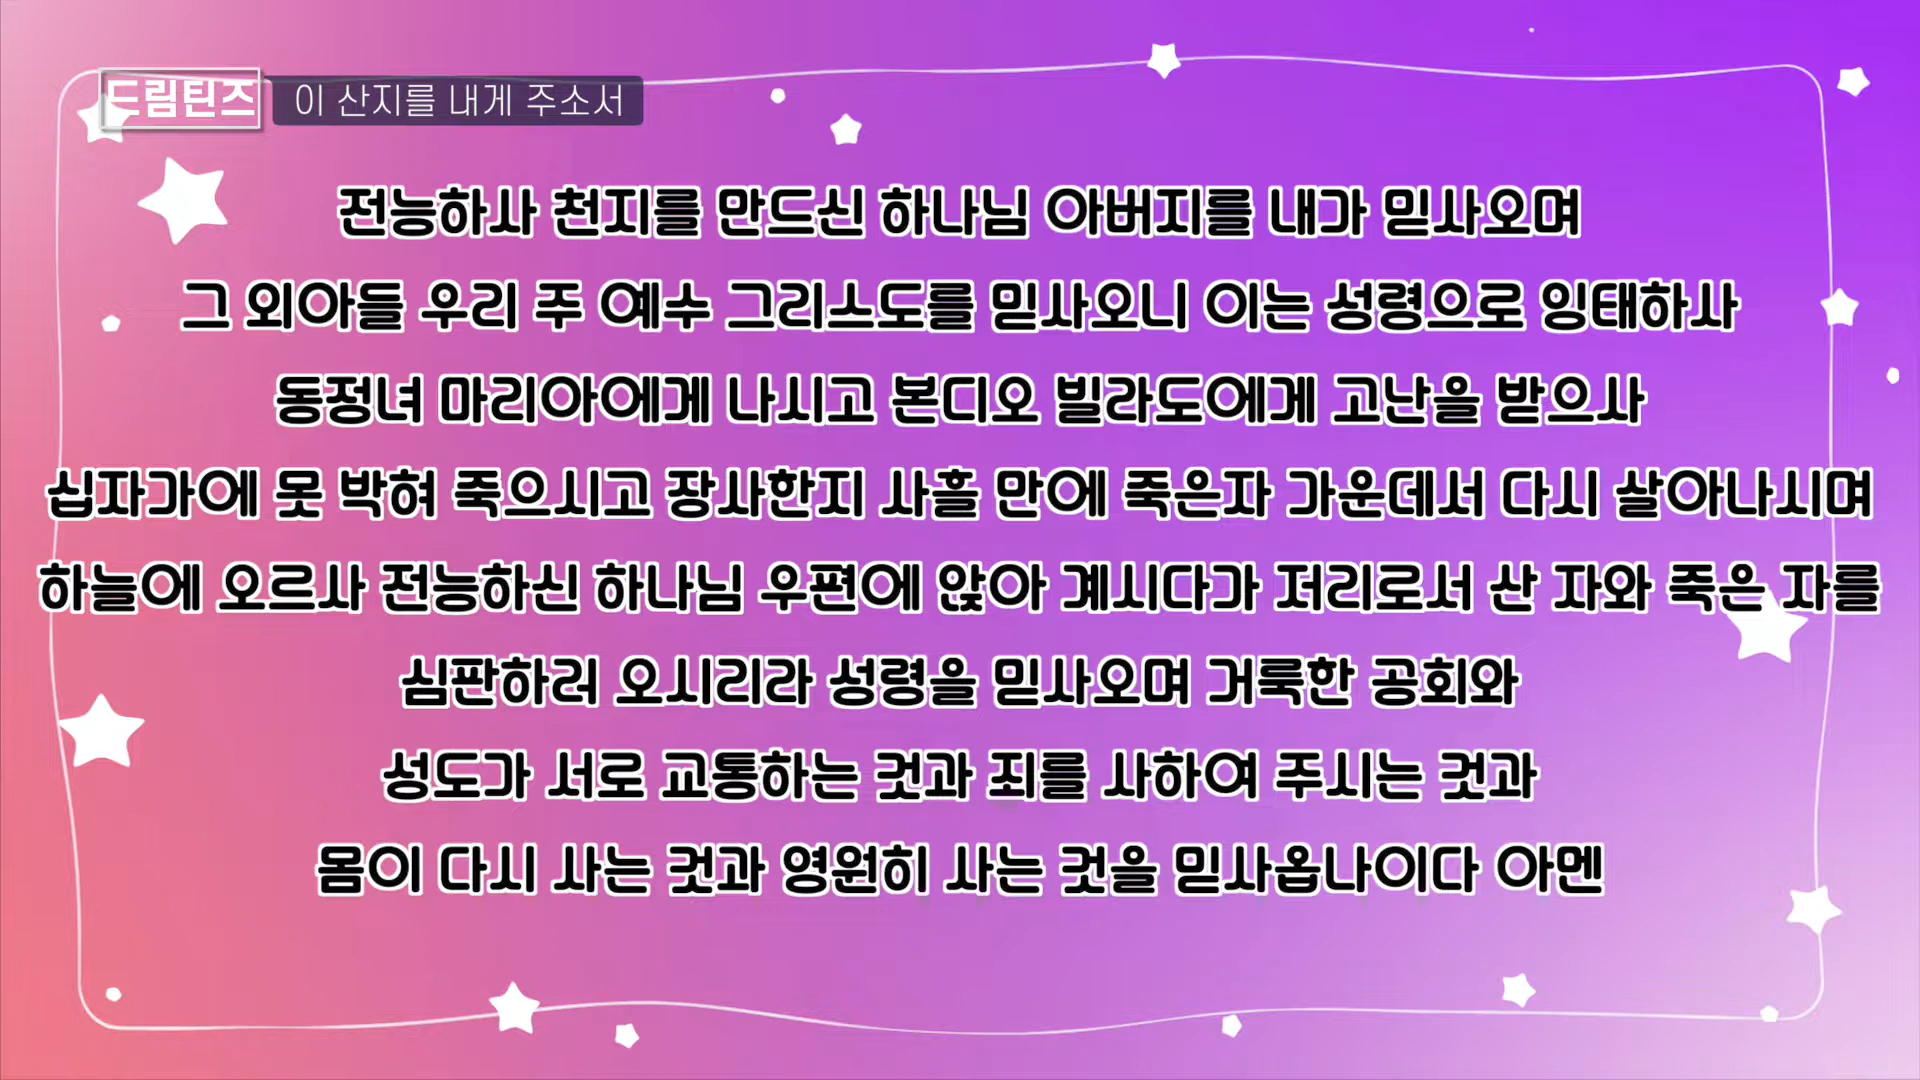 드림틴즈 이 산지를 내게 주소서
전능하사 천지를 만드신 하나님 아버지를 내가 믿사오며
그 외아들 우리 주 예수 그리스도를 믿사오니 이는 성령으로 잉태하사
동정녀 마리아에게 나시고 본디오 빌라도에게 고난을 받으사
십자가에 못 박혀 죽으시고 장사한지 사흘 만에 죽은자 가운데서 다시 살아나시며
하늘에 오르사 전능하신 하나님 우편에 앉아 계시다가 저리로서 산 자와 죽은 자를
심판하려 오시리라 성령을 믿사오며 거룩한 공회와
성도가 서로 교통하는 것과 죄를 사하여 주시는 것과
몸이 다시 사는 것과 영원히 사는 것을 믿사옵나이다 아멘